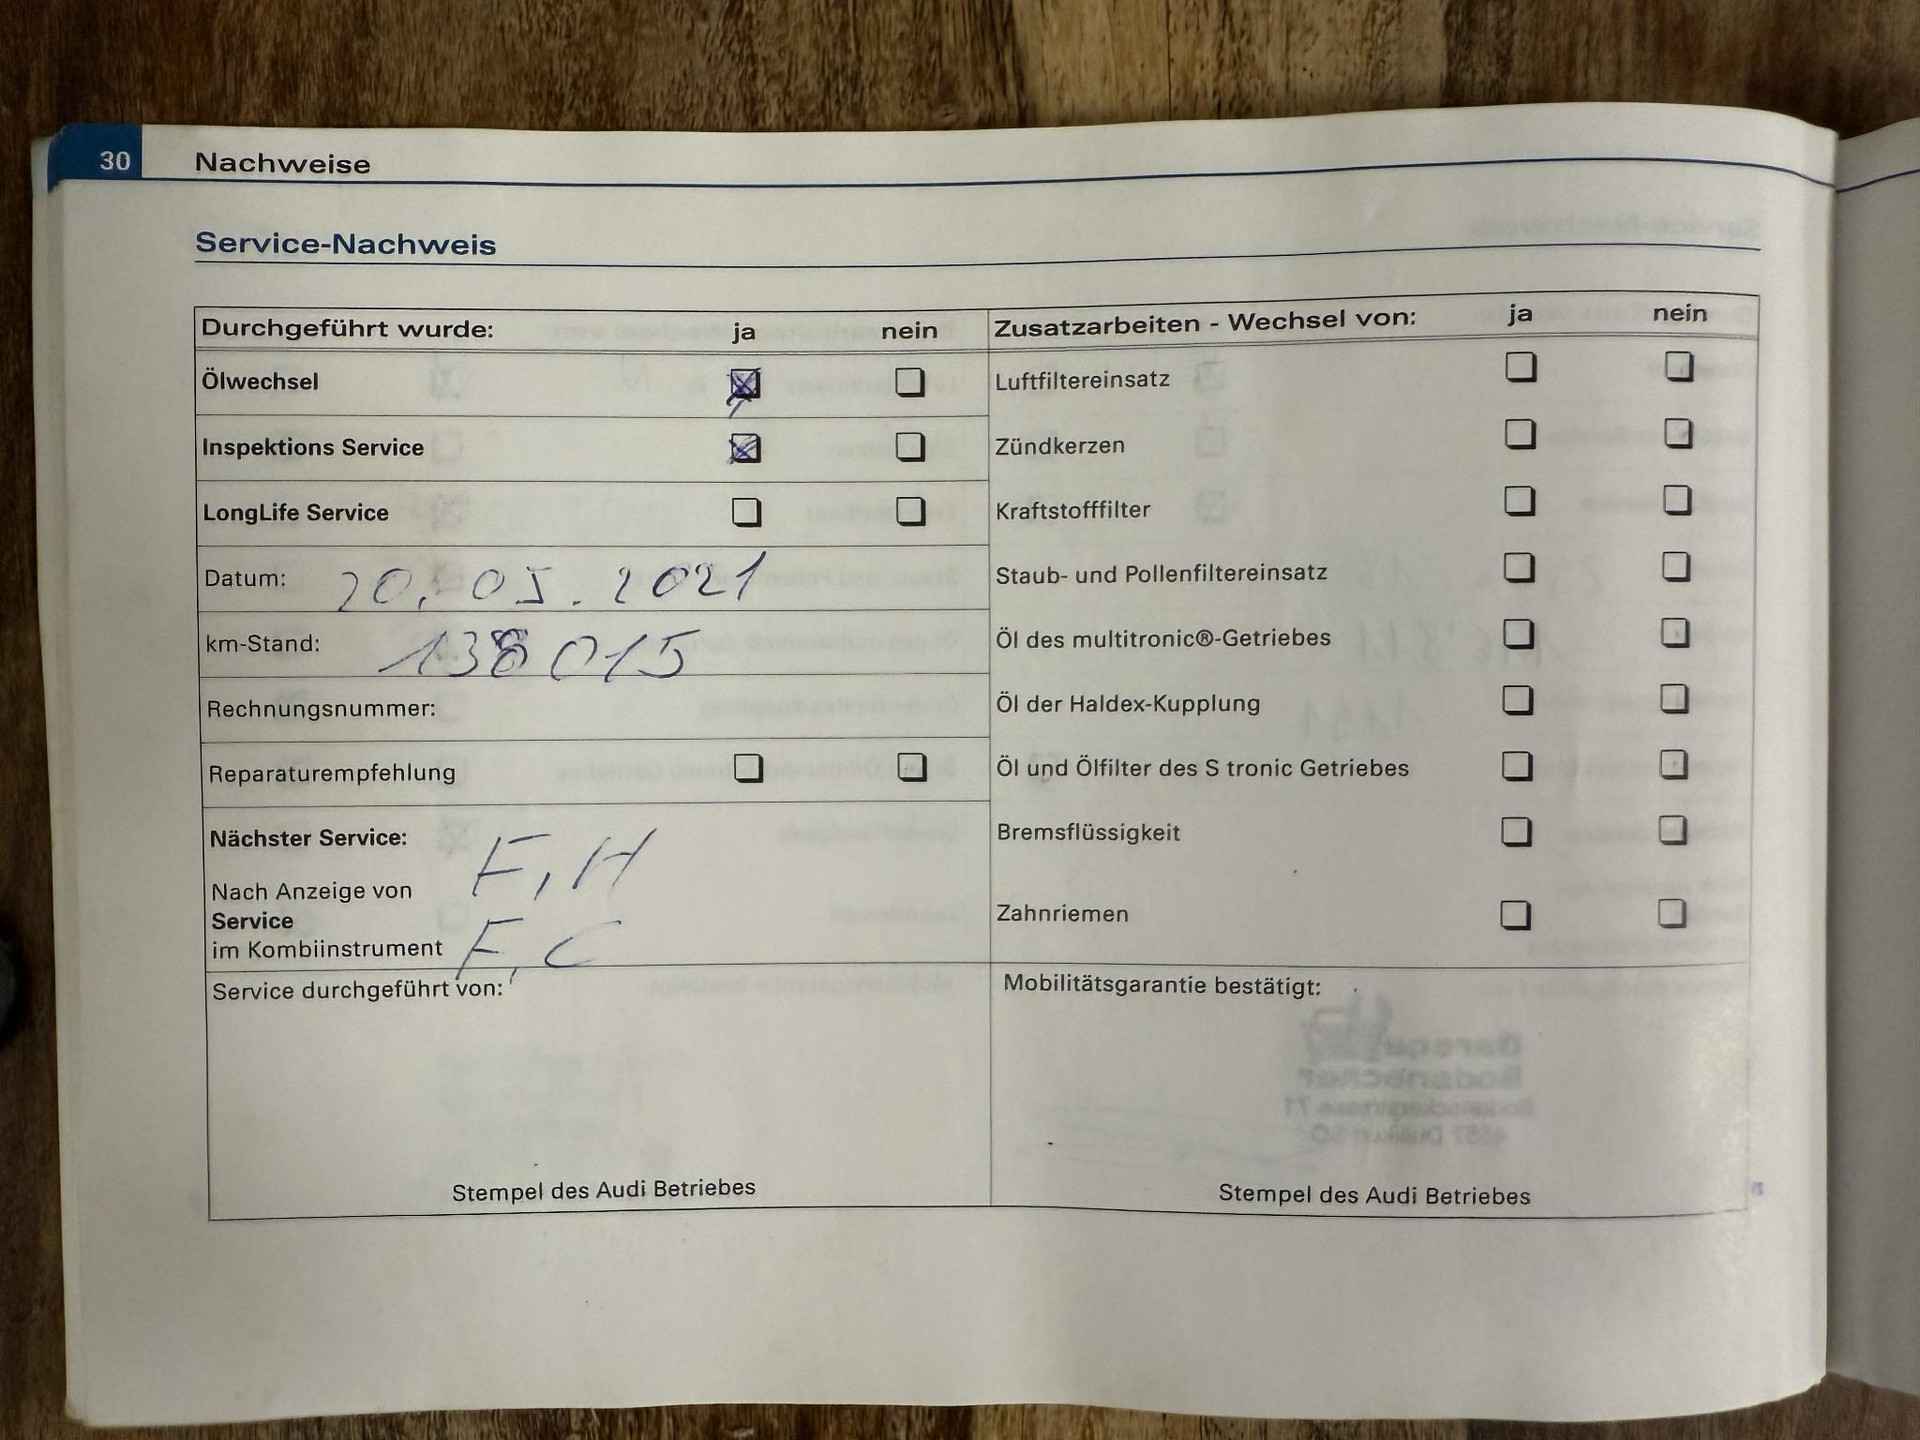 30 Nachweise
Service-Nachweis
Durchgeführt wurde: ja nein
Ölwechsel
Inspektions Service
LongLife Service
Datum: 20.05.2021
km-Stand: 138015
Rechnungsnummer:
Reparaturempfehlung
Nächster Service:
F, H
Nach Anzeige von
Service
im Kombiinstrument
F, C
Service durchgeführt von:
Stempel des Audi Betriebes
Zusatzarbeiten - Wechsel von: ja nein
Luftfiltereinsatz
Zündkerzen
Kraftstofffilter
Staub- und Pollenfiltereinsatz
Öl des multitronic®-Getriebes
Öl der Haldex-Kupplung
Öl und Ölfilter des S tronic Getriebes
Bremsflüssigkeit
Zahnriemen
Mobilitätsgarantie bestätigt:
Stempel des Audi Betriebes